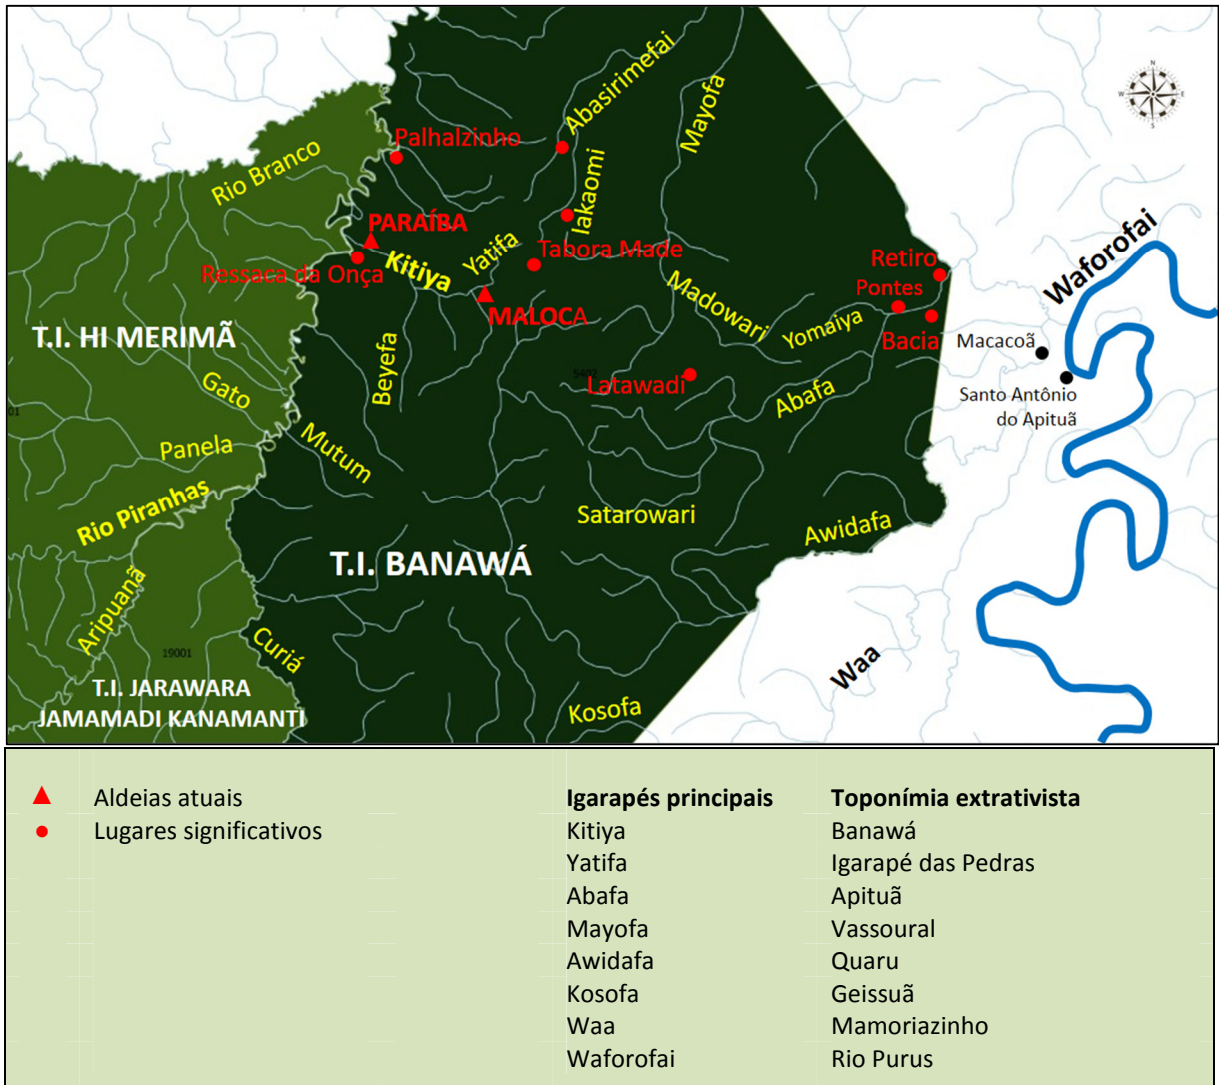 N
W
E
S
Abasirimefai
Mayofa
Palhalzinho
Rio Branco
Iakaomi
PARAÍBA
Kitiya
Yatifa
Tabora Made
Ressaca da Onça
Waforofai
Retiro
Pontes
Madowari
MALOCA
Yomaiya
Bacia
T.I. HI MERIMÃ
Macacoã
Beyefa
5402
Latawadi
Gato
Abafa
Santo Antônio
do Apituã
01
Panela
Mutum
Rio Piranhas
Satarowari
Awidafa
T.I. BANAWÁ
Aripuanã
Curiá
19001
Waa
T.I. JARAWARA
JAMAMADI KANAMANTI
Kosofa
Aldeias atuais
Lugares significativos
Igarapés principais Toponímia extrativista
Kitiya Banawá
Yatifa Igarapé das Pedras
Abafa Apituã
Mayofa Vassoural
Awidafa Quaru
Kosofa Geissuã
Waa Mamoriazinho
Waforofai Rio Purus